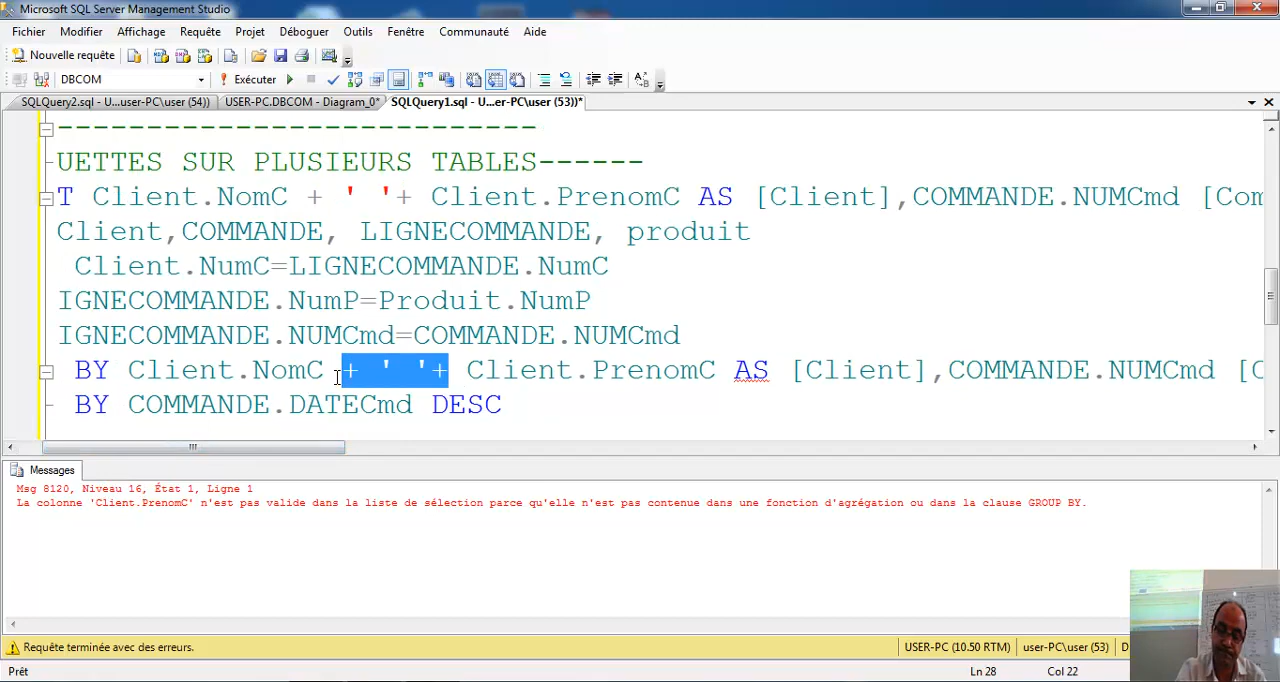 Microsoft SQL Server Management Studio
Fichier Modifier Affichage Requête Projet Déboguer Outils Fenêtre Communauté Aide
Nouvelle requête
DBCOM Exécuter
SQLQuery2.sql - U...user-PC\user (54)) USER-PC.DBCOM - Diagram_0* SQLQuery1.sql - U...er-PC\user (53))*
---------------------------
UETTES SUR PLUSIEURS TABLES------
T Client.NomC + ' '+ Client.PrenomC AS [Client],COMMANDE.NUMCmd [Com
Client,COMMANDE, LIGNECOMMANDE, produit
Client.NumC=LIGNECOMMANDE.NumC
IGNECOMMANDE.NumP=Produit.NumP
IGNECOMMANDE.NUMCmd=COMMANDE.NUMCmd
BY Client.NomC + ' '+ Client.PrenomC AS [Client],COMMANDE.NUMCmd [C
BY COMMANDE.DATECmd DESC
Messages
Msg 8120, Niveau 16, État 1, Ligne 1
La colonne 'Client.PrenomC' n'est pas valide dans la liste de sélection parce qu'elle n'est pas contenue dans une fonction d'agrégation ou dans la clause GROUP BY.
Requête terminée avec des erreurs. USER-PC (10.50 RTM) user-PC\user (53) D
Prêt Ln 28 Col 22